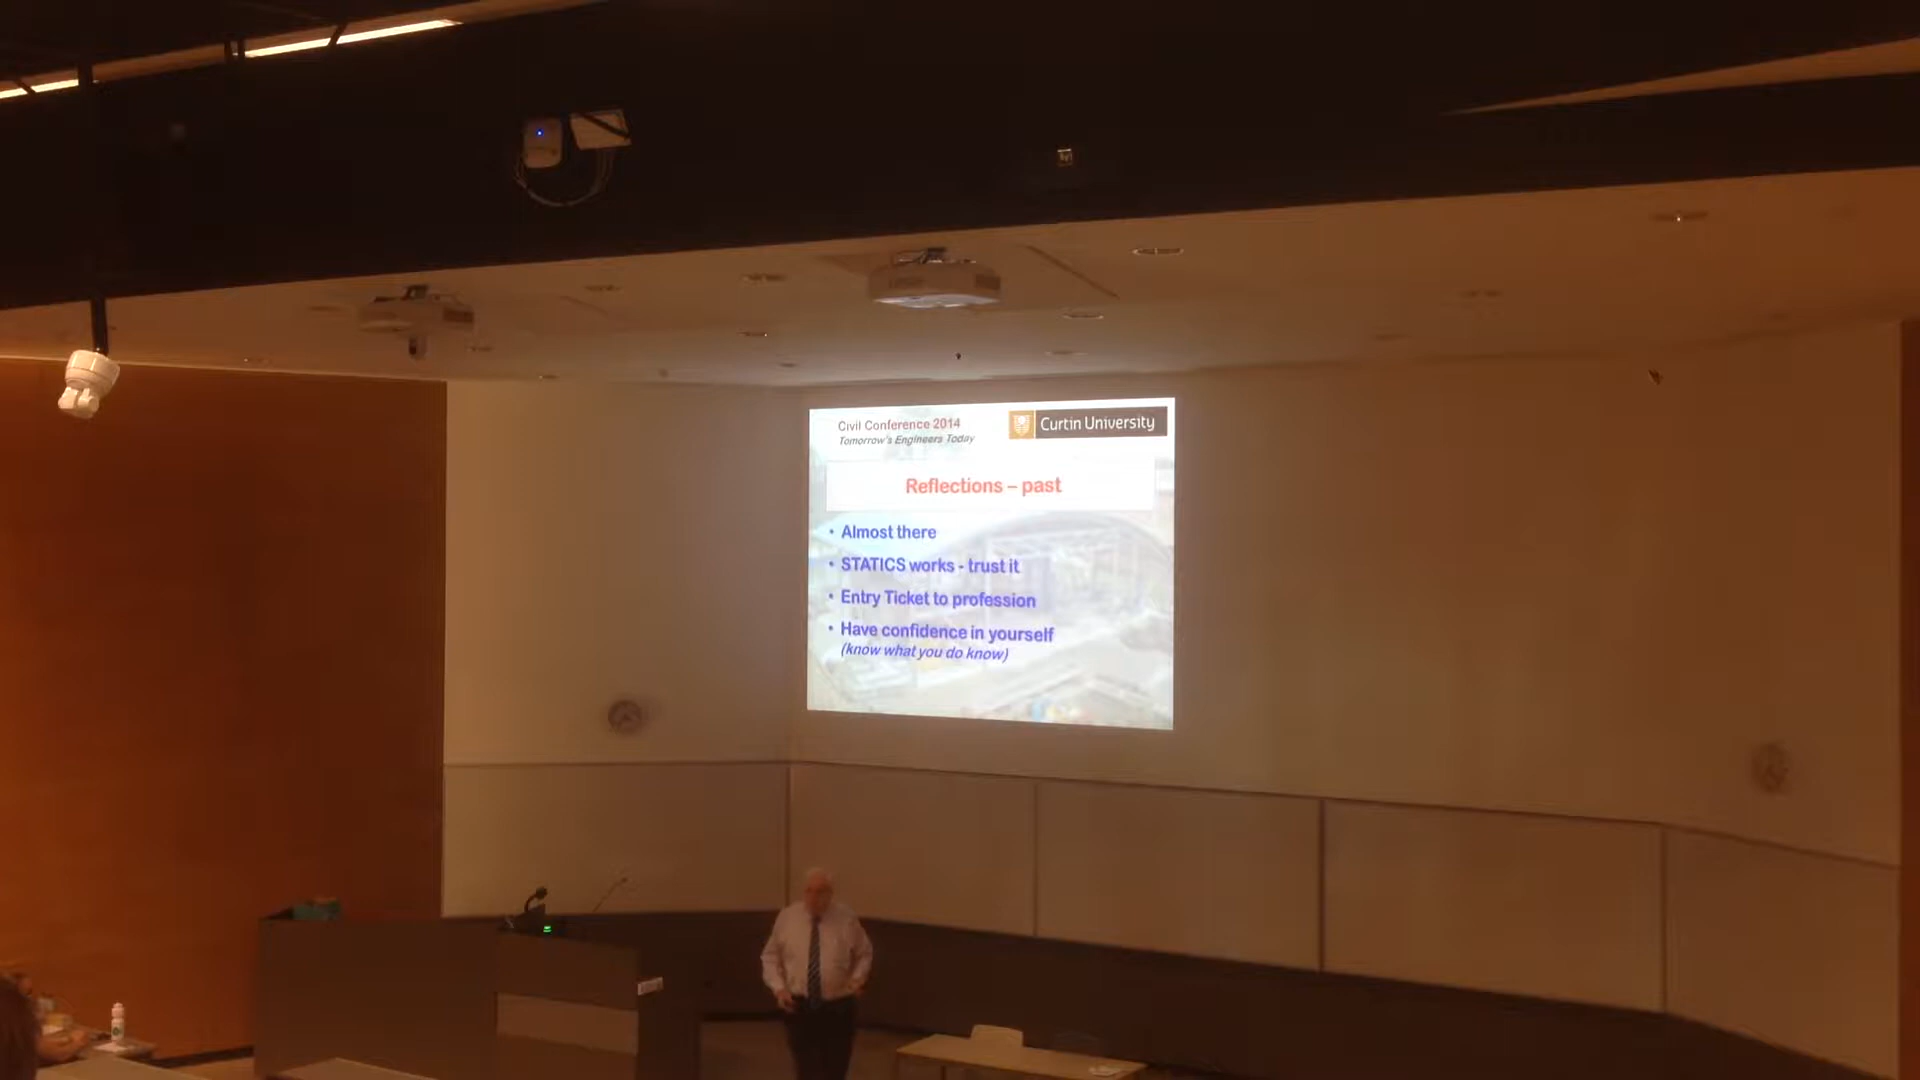 Civil Conference 2014
Tomorrow's Engineers Today
Curtin University
Reflections – past
• Almost there
• STATICS works - trust it
• Entry Ticket to profession
• Have confidence in yourself
(know what you do know)